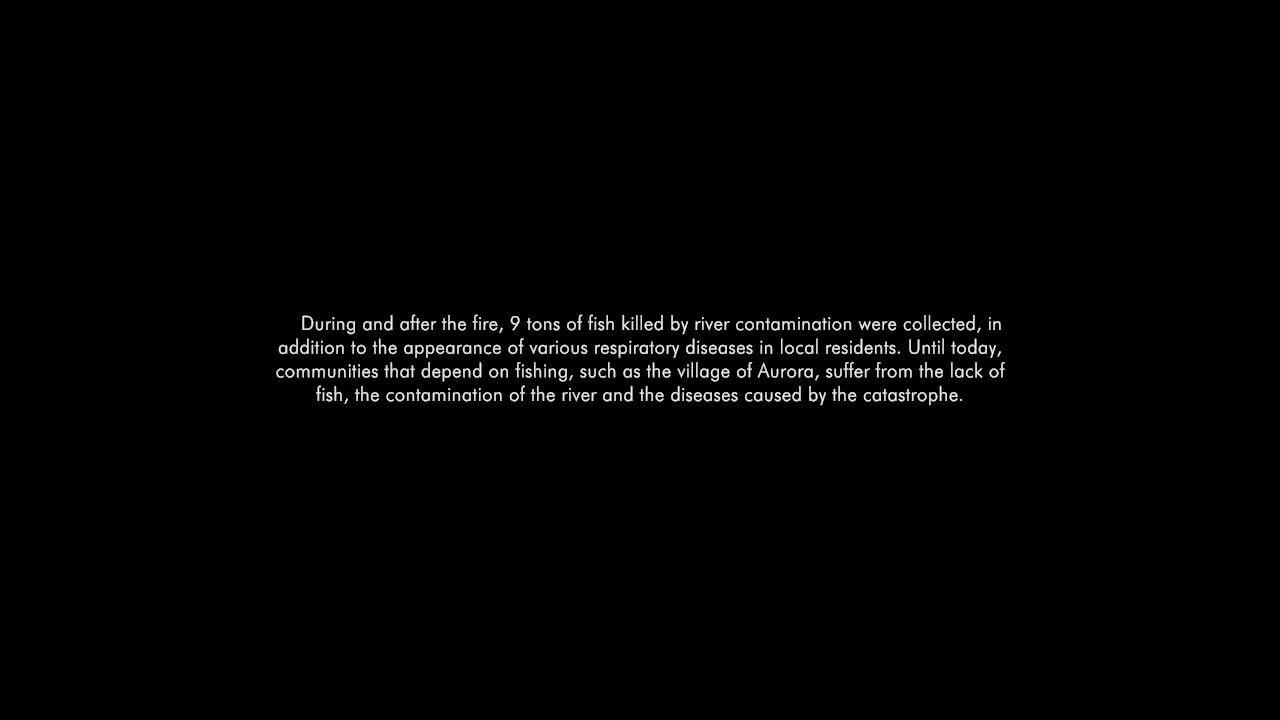 During and after the fire, 9 tons of fish killed by river contamination were collected, in
addition to the appearance of various respiratory diseases in local residents. Until today,
communities that depend on fishing, such as the village of Aurora, suffer from the lack of
fish, the contamination of the river and the diseases caused by the catastrophe.